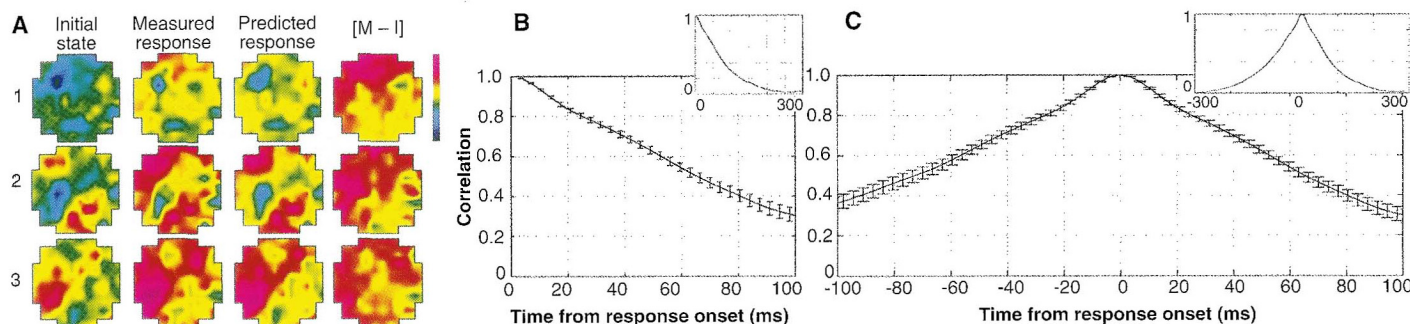 A
Initial state
Measured response
Predicted response
[M – I]
1
2
3
B
1
0
0
300
1.0
0.8
0.6
0.4
0.2
0
Correlation
0 20 40 60 80 100
Time from response onset (ms)
C
1
0
-300 0 300
1.0
0.8
0.6
0.4
0.2
0
-100 -80 -60 -40 -20 0 20 40 60 80 100
Time from response onset (ms)